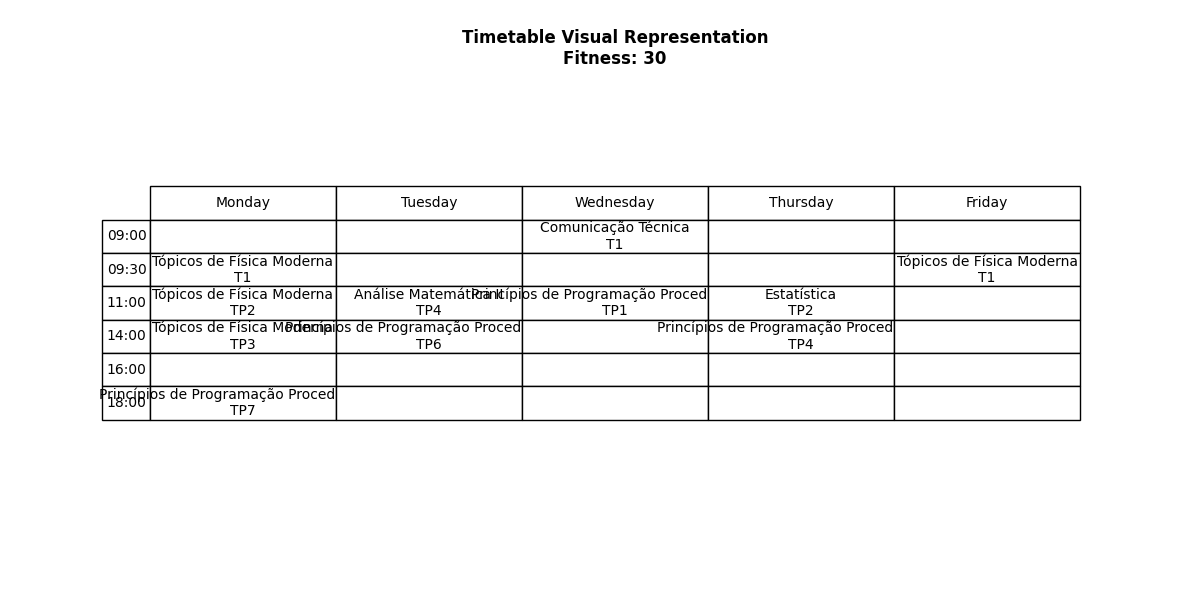 Timetable Visual Representation
Fitness: 30
Monday Tuesday Wednesday Thursday Friday
09:00 Comunicação Técnica
T1
09:30 Tópicos de Física Moderna Tópicos de Física Moderna
T1 T1
11:00 Tópicos de Física Moderna Análise Matemática II Princípios de Programação Proced Estatística
TP2 TP4 TP1 TP2
14:00 Tópicos de Física Moderna Princípios de Programação Proced Princípios de Programação Proced
TP3 TP6 TP4
16:00
18:00 Princípios de Programação Proced
TP7